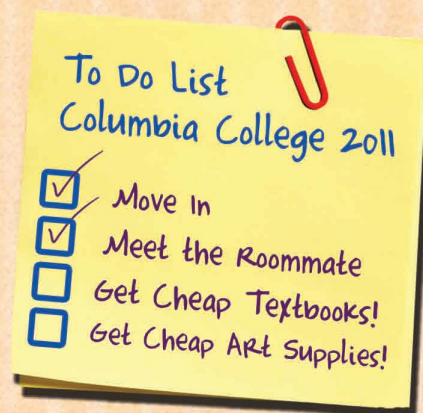 To Do List
Columbia College 2011
Move In
Meet the Roommate
Get Cheap Textbooks!
Get Cheap Art Supplies!